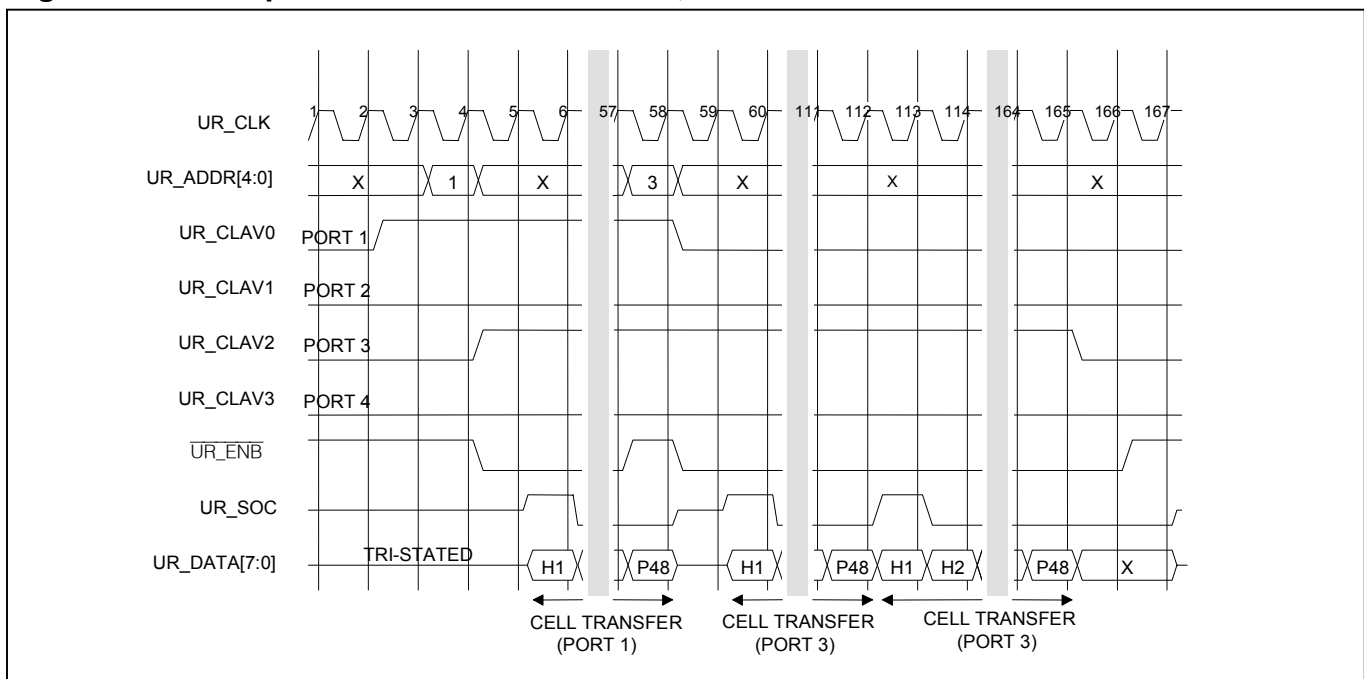 UR_CLK 1 2 3 4 5 6 57 58 59 60 111 112 113 114 164 165 166 167
UR_ADDR[4:0] X 1 X 3 X X X
UR_CLAV0 PORT 1
UR_CLAV1 PORT 2
UR_CLAV2 PORT 3
UR_CLAV3 PORT 4
UR_ENB
UR_SOC
UR_DATA[7:0] TRI-STATED H1 P48 H1 P48 H1 H2 P48 X
CELL TRANSFER (PORT 1)
CELL TRANSFER (PORT 3)
CELL TRANSFER (PORT 3)